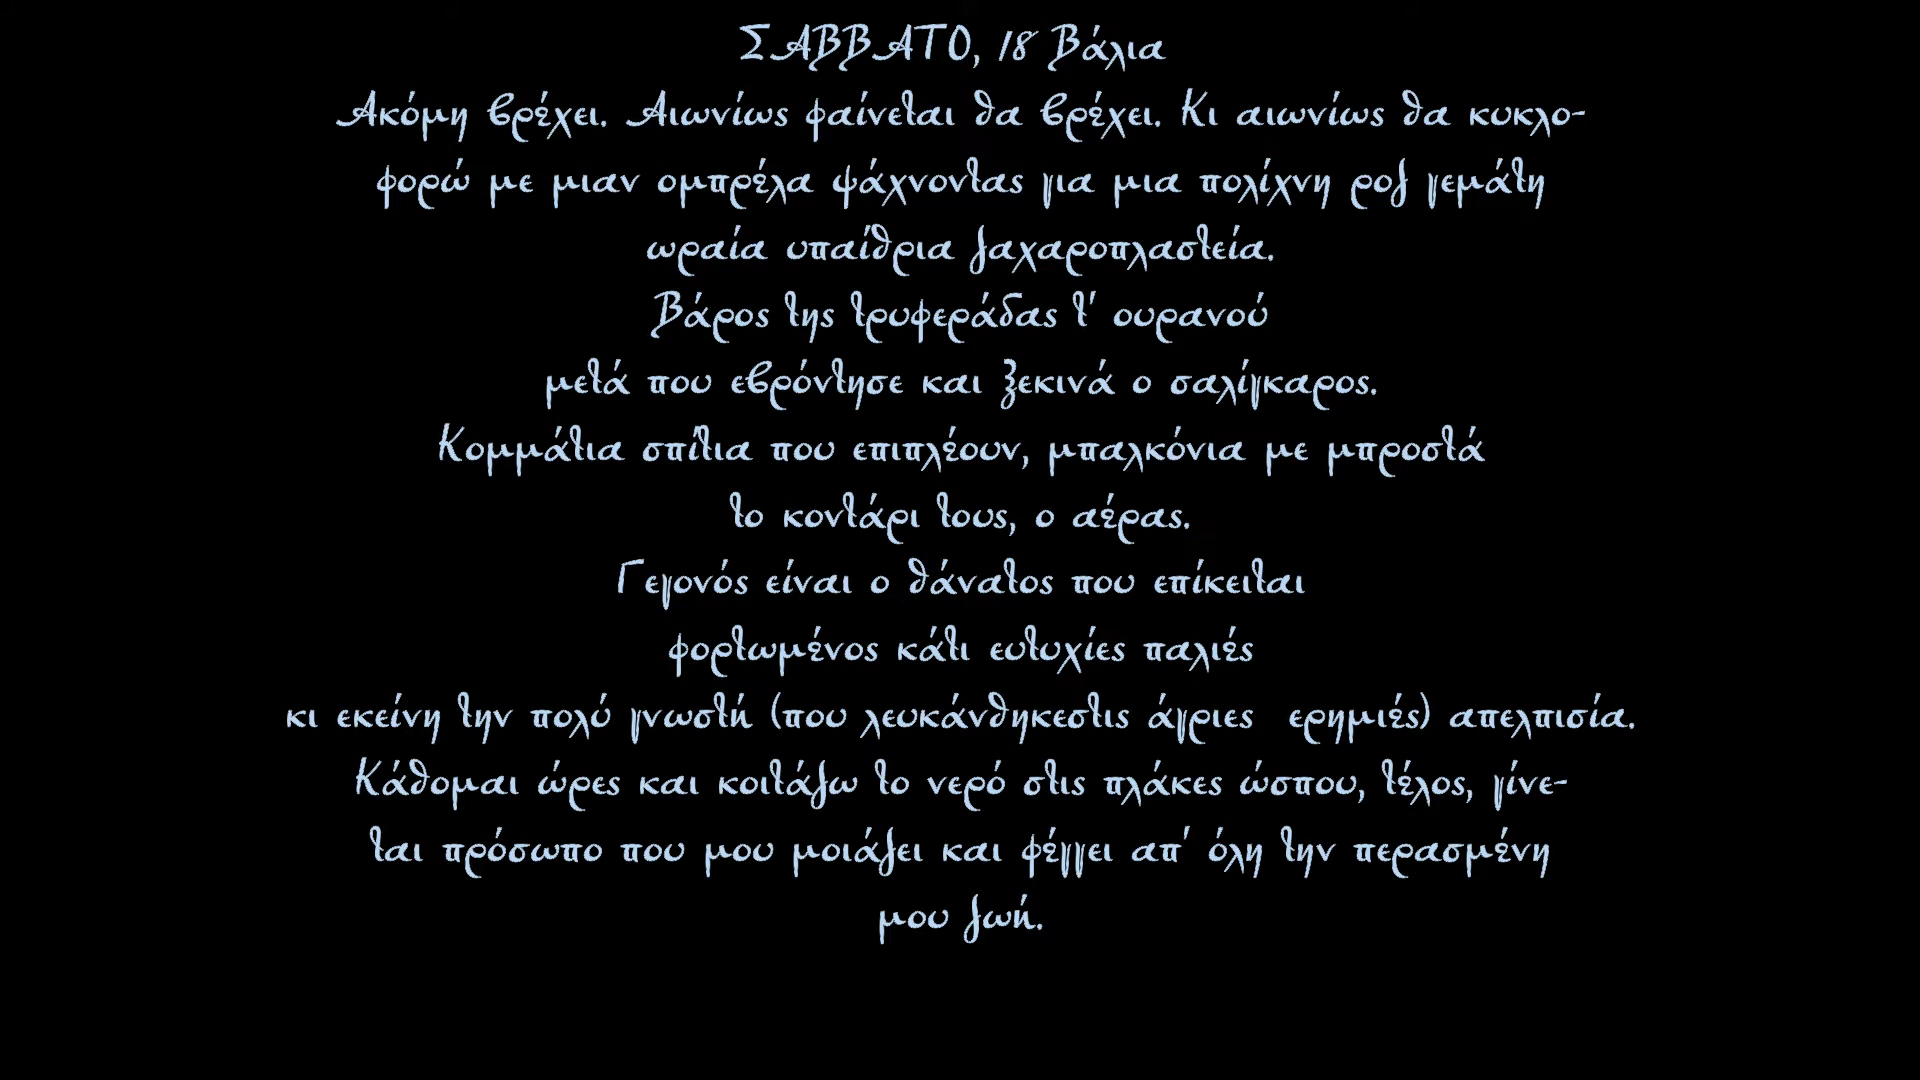 ΣΑΒΒΑΤΟ, 18 Βάλια
Ακόμη βρέχει. Αιωνίως φαίνεται θα βρέχει. Κι αιωνίως θα κυκλο-
φορώ με μιαν ομπρέλα ψάχνοντας για μια πολίχνη ροζ γεμάτη
ωραία υπαίθρια ζαχαροπλαστεία.
Βάρος της τρυφεράδας τ' ουρανού
μετά που εβρόντησε και ξεκινά ο σαλίγκαρος.
Κομμάτια σπίτια που επιπλέουν, μπαλκόνια με μπροστά
το κοντάρι τους, ο αέρας.
Γεγονός είναι ο θάνατος που επίκειται
φορτωμένος κάτι ευτυχίες παλιές
κι εκείνη την πολύ γνωστή (που λευκάνθηκεστις άγριες  ερημιές) απελπισία.
Κάθομαι ώρες και κοιτάζω το νερό στις πλάκες ώσπου, τέλος, γίνε-
ται πρόσωπο που μου μοιάζει και φέγγει απ' όλη την περασμένη
μου ζωή.